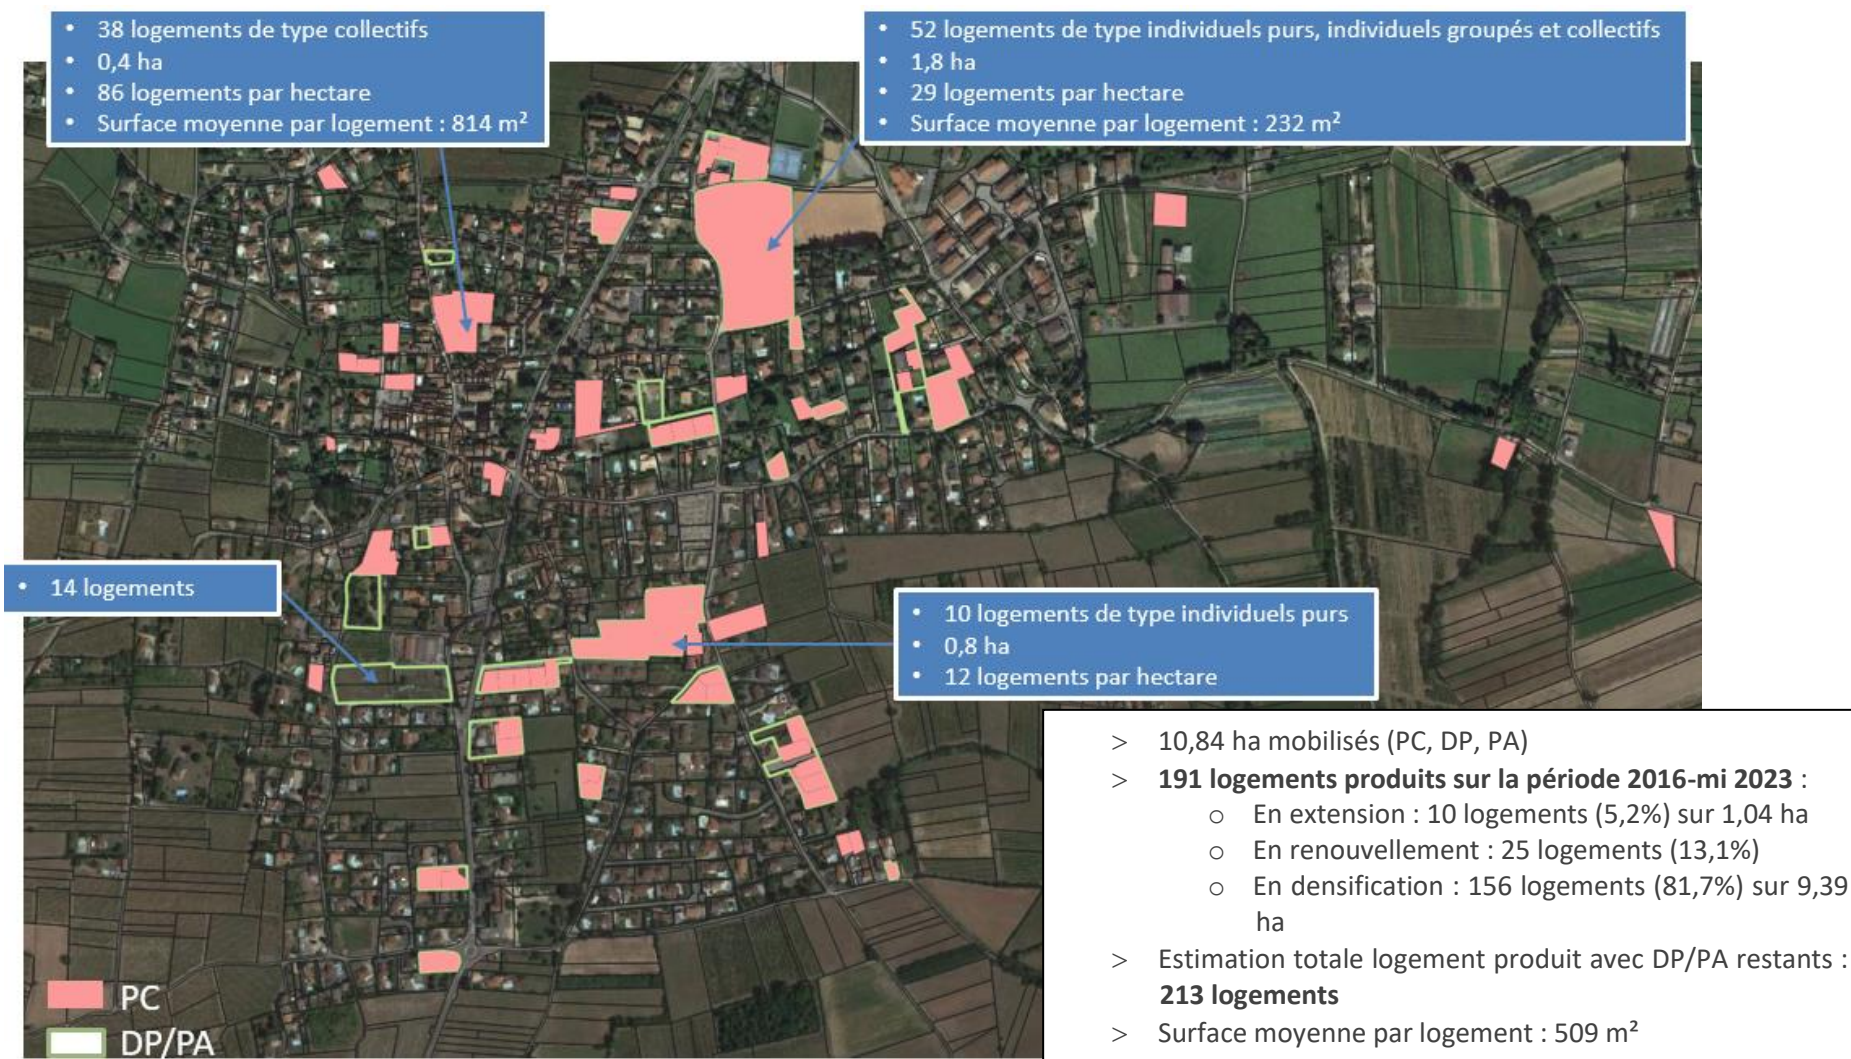 • 38 logements de type collectifs
• 0,4 ha
• 86 logements par hectare
• Surface moyenne par logement : 814 m²
• 52 logements de type individuels purs, individuels groupés et collectifs
• 1,8 ha
• 29 logements par hectare
• Surface moyenne par logement : 232 m²
• 14 logements
• 10 logements de type individuels purs
• 0,8 ha
• 12 logements par hectare
> 10,84 ha mobilisés (PC, DP, PA)
> 191 logements produits sur la période 2016-mi 2023 :
o En extension : 10 logements (5,2%) sur 1,04 ha
o En renouvellement : 25 logements (13,1%)
o En densification : 156 logements (81,7%) sur 9,39
ha
> Estimation totale logement produit avec DP/PA restants :
213 logements
> Surface moyenne par logement : 509 m²
PC
DP/PA